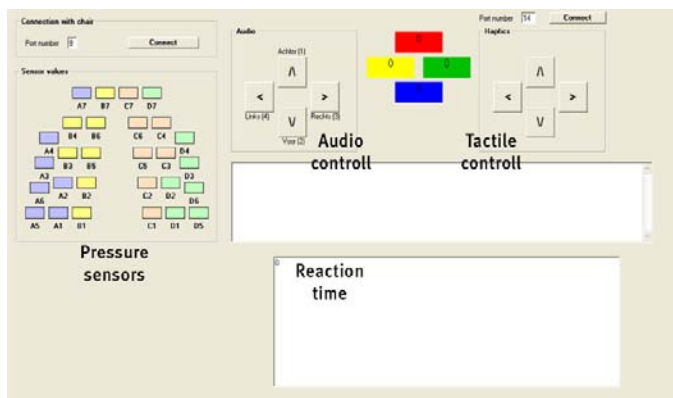 Connection with chair
Port number 9 Connect
Sensor values
A7 B7 C7 D7
B4 B6 C6 C4
A4 D4
B3 B5 C5 C3
A3 D3
A2 B2 C2 D2
A6 D6
A5 A1 B1 C1 D1 D5
Pressure
sensors
Audio
Achter (1)
/\
< >
Links (4) Rechts (3)
\/
Voor (2)
Audio
controll
0
0 0
0
Port number 14 Connect
Haptics
/\
< >
\/
Tactile
controll
0
Reaction
time